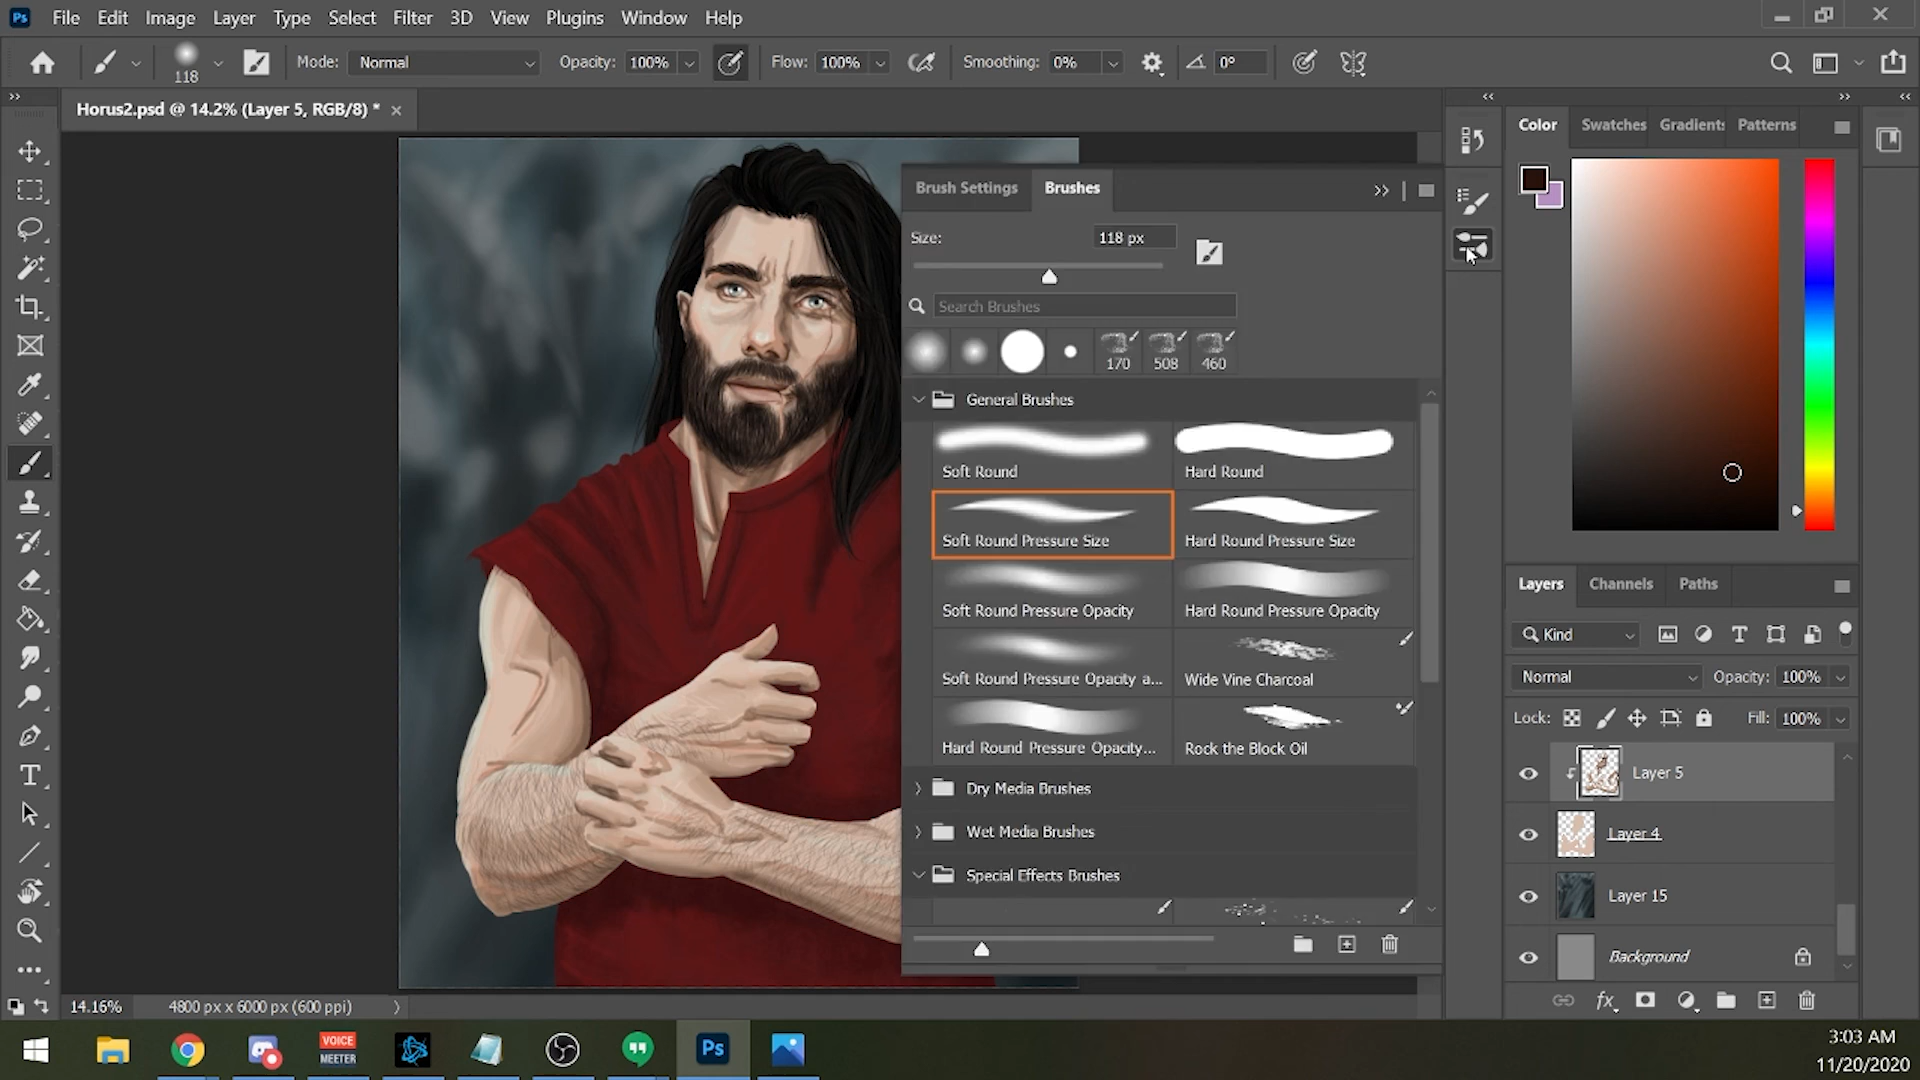 Ps File Edit Image Layer Type Select Filter 3D View Plugins Window Help
118 Mode: Normal Opacity: 100% Flow: 100% Smoothing: 0% 0°
Horus2.psd @ 14.2% (Layer 5, RGB/8) *
Brush Settings Brushes
Size: 118 px
Search Brushes
170 508 460
General Brushes
Soft Round Hard Round
Soft Round Pressure Size Hard Round Pressure Size
Soft Round Pressure Opacity Hard Round Pressure Opacity
Soft Round Pressure Opacity a... Wide Vine Charcoal
Hard Round Pressure Opacity... Rock the Block Oil
Dry Media Brushes
Wet Media Brushes
Special Effects Brushes
Color Swatches Gradients Patterns
Layers Channels Paths
Kind
Normal Opacity: 100%
Lock: Fill: 100%
Layer 5
Layer 4
Layer 15
Background
fx
14.16% 4800 px x 6000 px (600 ppi)
VOICE
MEETER
Ps
3:03 AM
11/20/2020